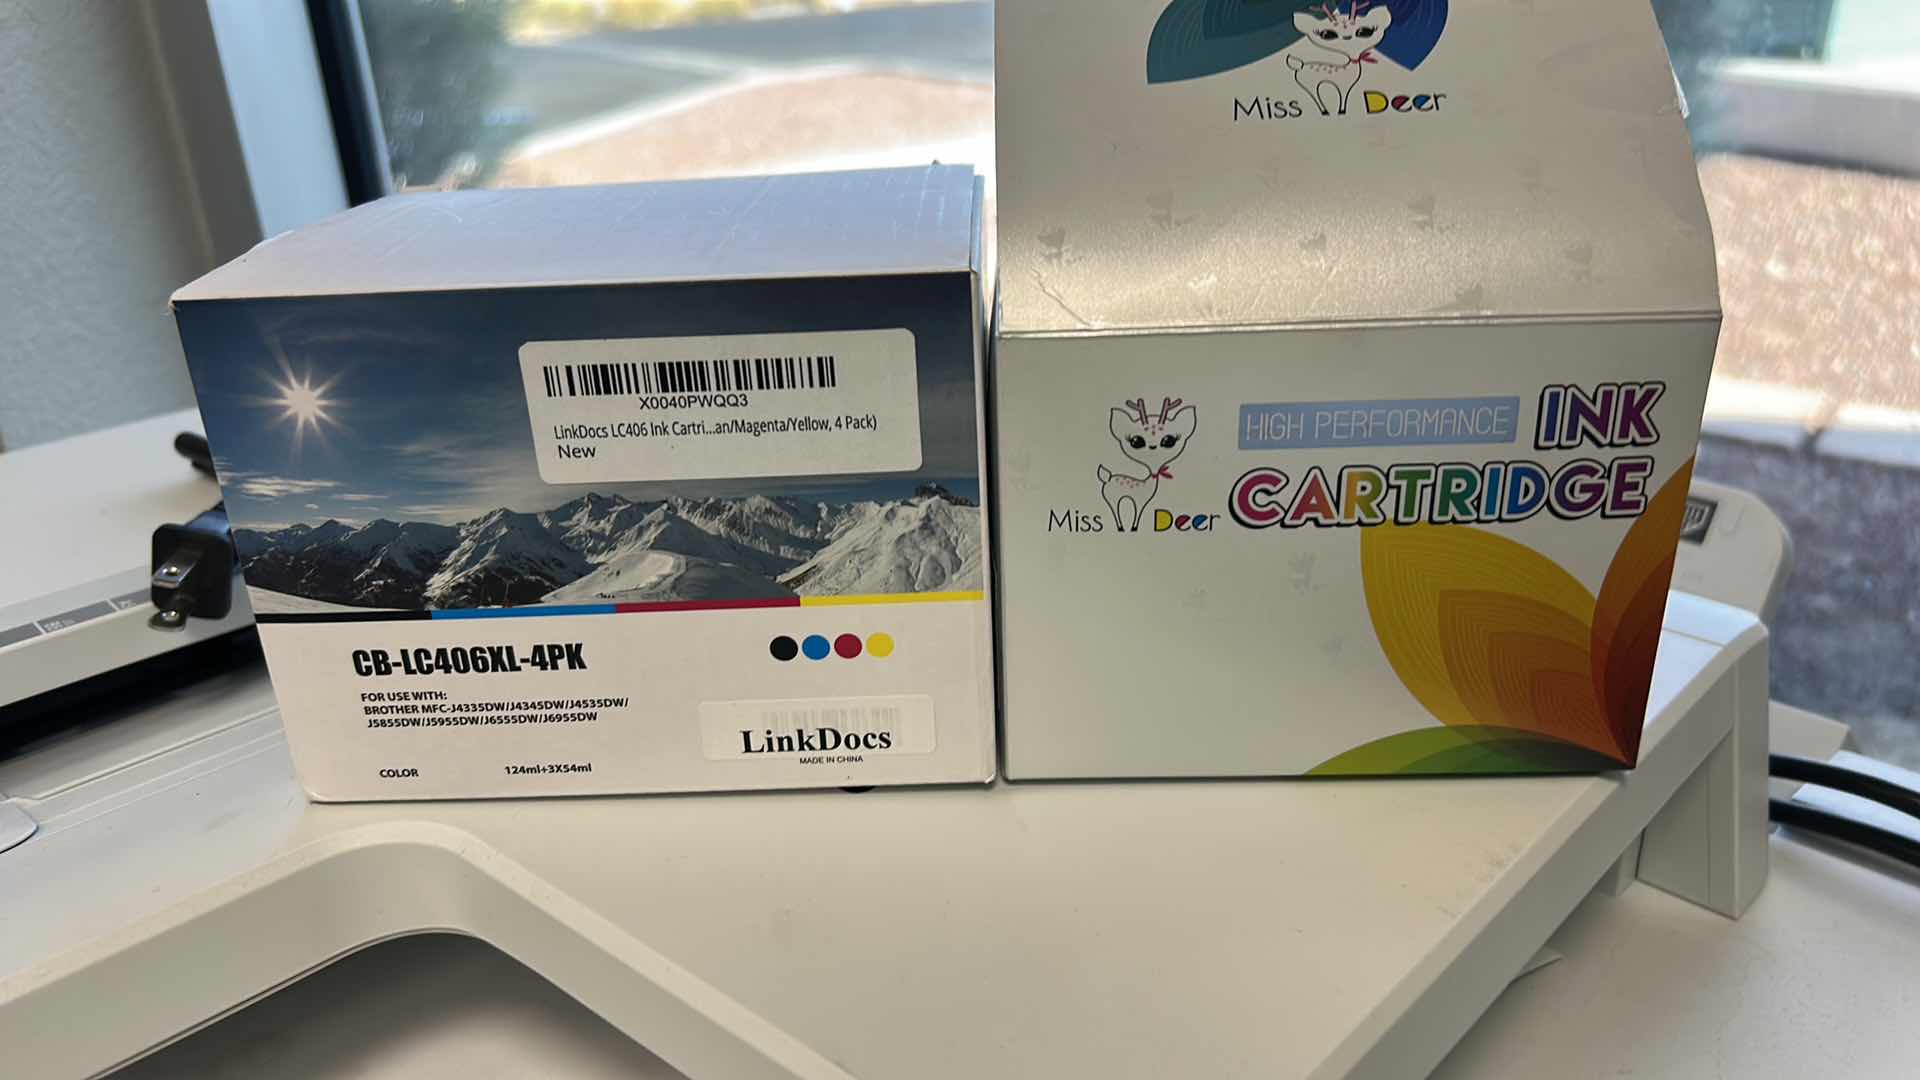 X0040PWQQ3
LinkDocs LC406 Ink Cartri...an/Magenta/Yellow, 4 Pack)
New
CB-LC406XL-4PK
FOR USE WITH:
BROTHER MFC-J4335DW/J4345DW/J4535DW/
J5855DW/J5955DW/J6555DW/J6955DW
COLOR 124ml+3X54ml
LinkDocs
MADE IN CHINA
Miss Deer
HIGH PERFORMANCE INK
CARTRIDGE
Miss Deer